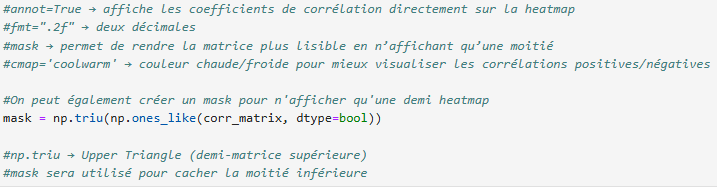 #annot=True → affiche les coefficients de corrélation directement sur la heatmap
#fmt=".2f" → deux décimales
#mask → permet de rendre la matrice plus lisible en n’affichant qu’une moitié
#cmap='coolwarm' → couleur chaude/froide pour mieux visualiser les corrélations positives/négatives
#On peut également créer un mask pour n'afficher qu'une demi heatmap
mask = np.triu(np.ones_like(corr_matrix, dtype=bool))
#np.triu → Upper Triangle (demi-matrice supérieure)
#mask sera utilisé pour cacher la moitié inférieure